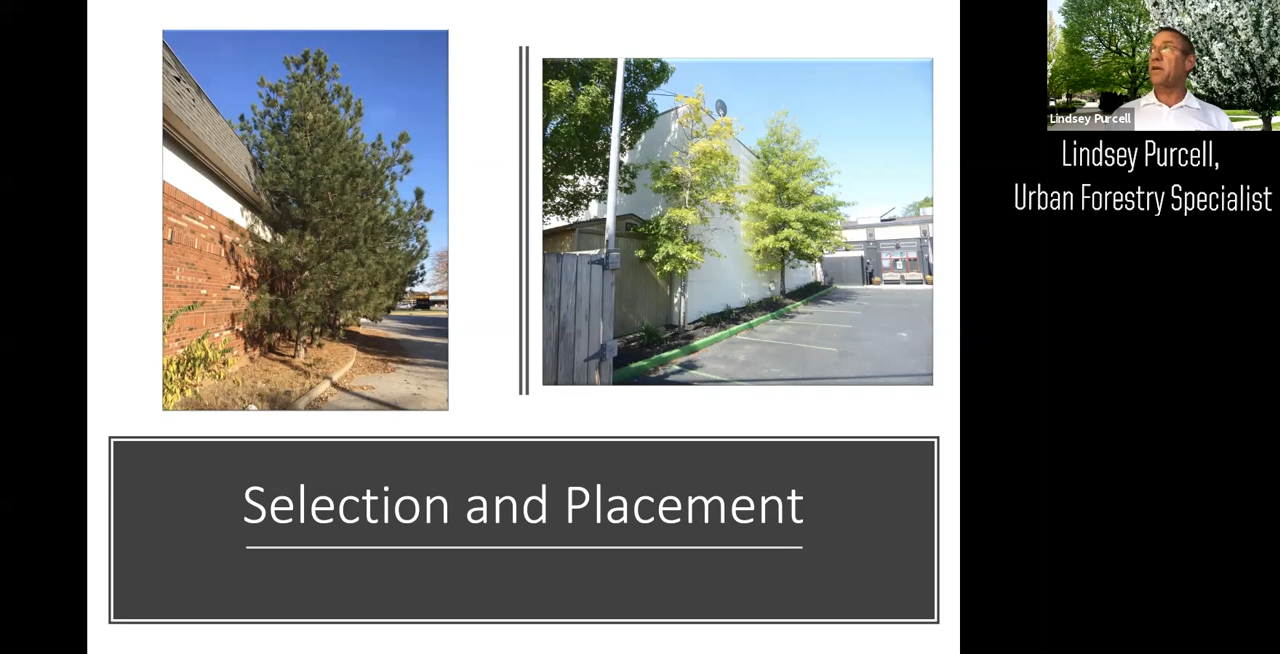 Selection and Placement
Lindsey Purcell
Lindsey Purcell,
Urban Forestry Specialist